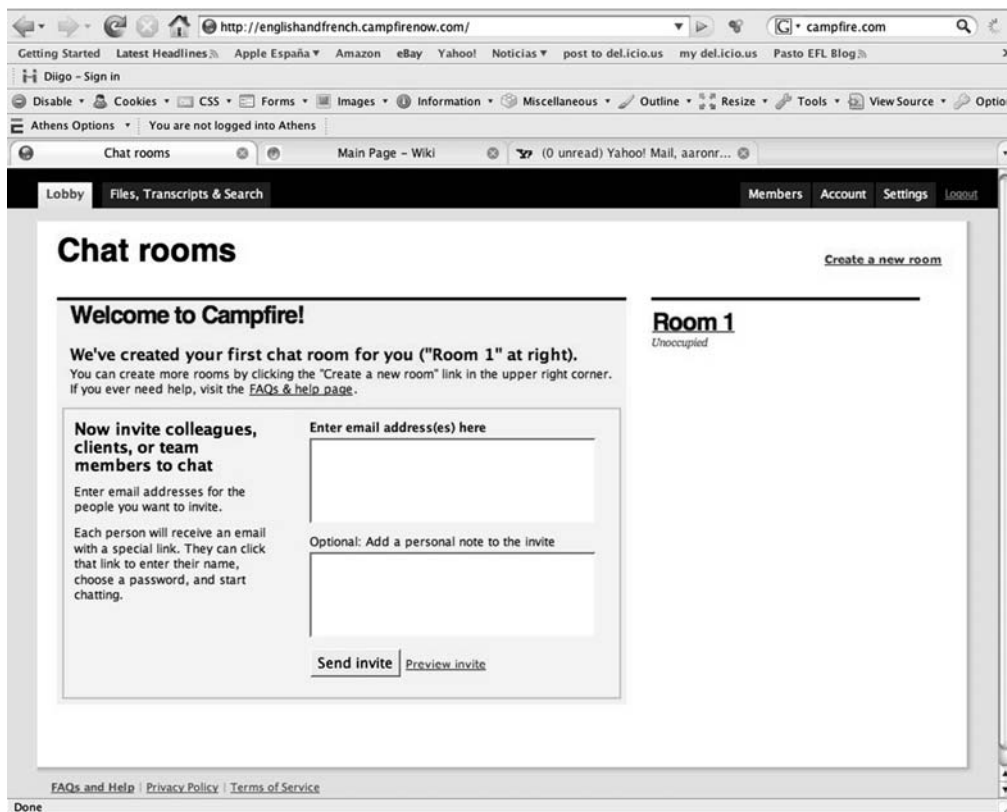 http://englishandfrench.campfirenow.com/ G campfire.com
Getting Started Latest Headlines Apple España Amazon eBay Yahoo! Noticias post to del.icio.us my del.icio.us Pasto EFL Blog
Diigo - Sign in
Disable Cookies CSS Forms Images Information Miscellaneous Outline Resize Tools View Source Optio
Athens Options You are not logged into Athens
Chat rooms Main Page - Wiki (0 unread) Yahoo! Mail, aaronr...
Lobby Files, Transcripts & Search Members Account Settings Logout
Chat rooms
Create a new room
Welcome to Campfire!
We've created your first chat room for you ("Room 1" at right).
You can create more rooms by clicking the "Create a new room" link in the upper right corner.
If you ever need help, visit the FAQs & help page.
Now invite colleagues,
clients, or team
members to chat
Enter email addresses for the
people you want to invite.
Each person will receive an email
with a special link. They can click
that link to enter their name,
choose a password, and start
chatting.
Enter email address(es) here
Optional: Add a personal note to the invite
Send invite Preview invite
Room 1
Unoccupied
FAQs and Help | Privacy Policy | Terms of Service
Done